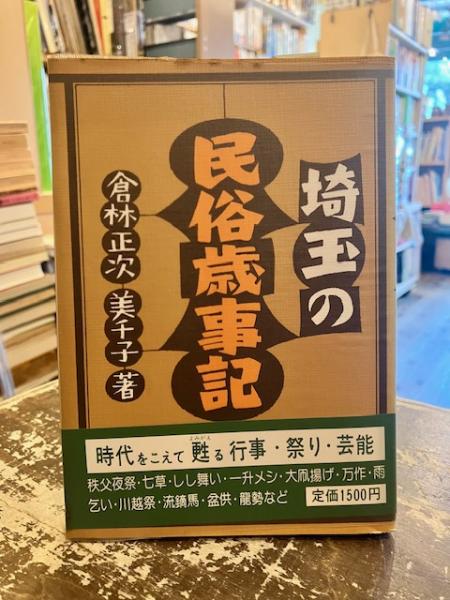 埼玉の
民俗歳事記
倉林正次 美千子 著
時代をこえて甦る行事・祭り・芸能
よみがえ
秩父夜祭・七草・しし舞い・一升メシ・大凧揚げ・万作・雨
乞い・川越祭・流鏑馬・盆供・龍勢など
定価1500円